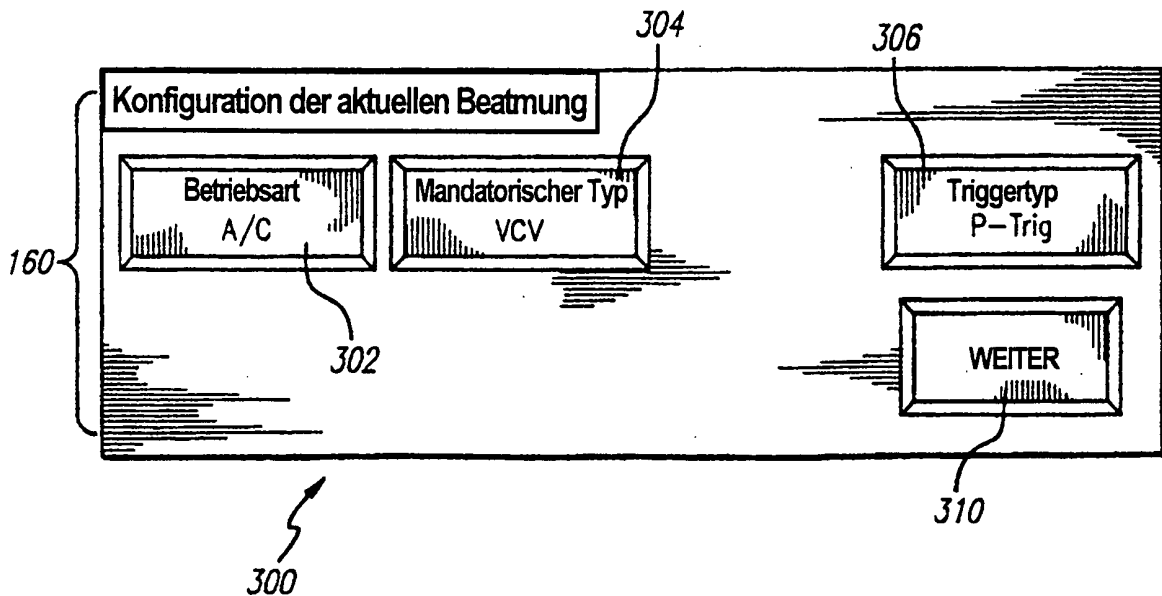 304
306
Konfiguration der aktuellen Beatmung
Betriebsart
A/C
Mandatorischer Typ
VCV
Triggertyp
P-Trig
160
302
WEITER
310
300